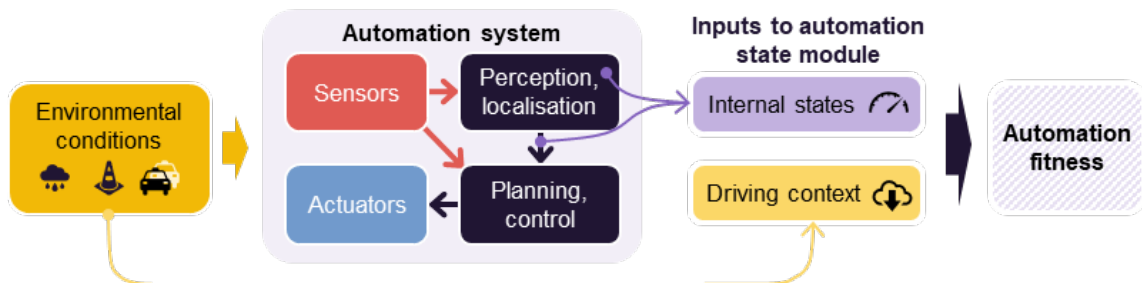 Automation system
Inputs to automation
state module
Environmental
conditions
Sensors
Perception,
localisation
Actuators
Planning,
control
Internal states
Driving context
Automation
fitness